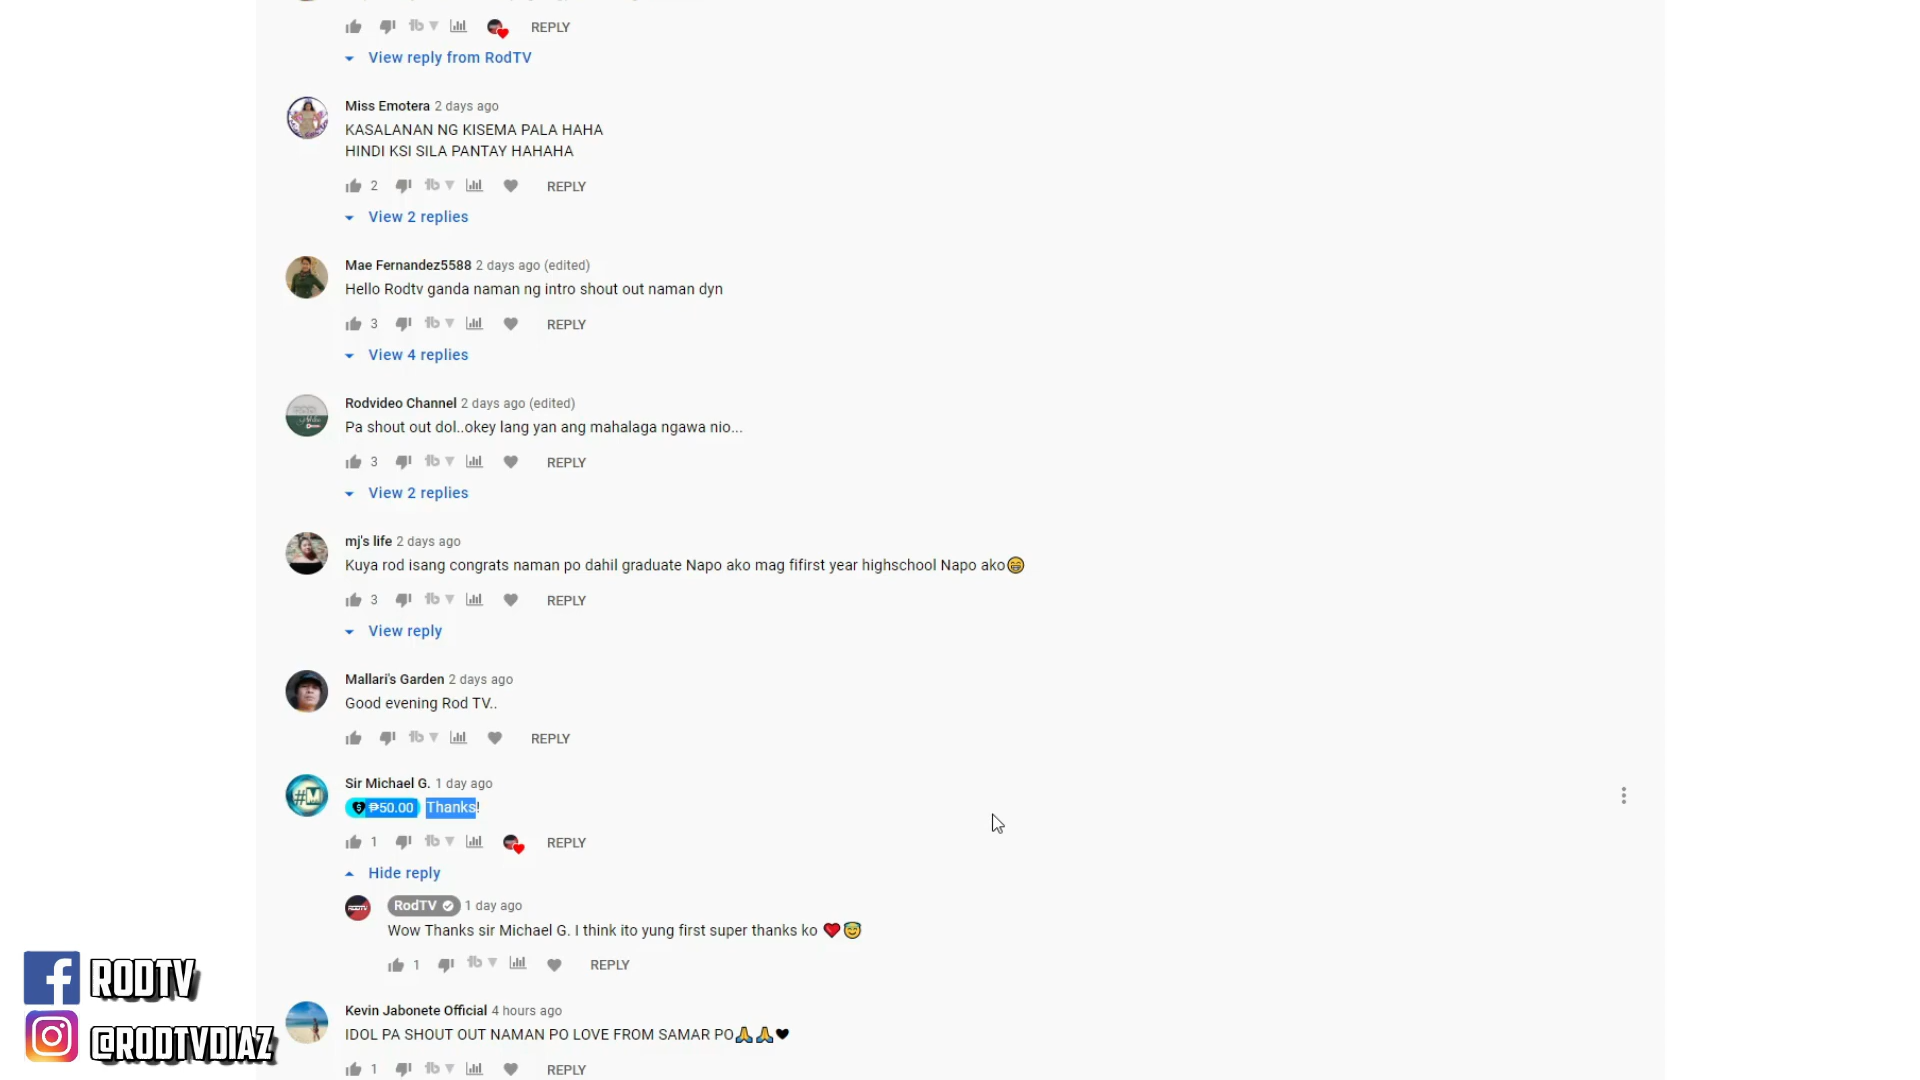 REPLY
View reply from RodTV
Miss Emotera 2 days ago
KASALANAN NG KISEMA PALA HAHA
HINDI KSI SILA PANTAY HAHAHA
2 REPLY
View 2 replies
Mae Fernandez5588 2 days ago (edited)
Hello Rodtv ganda naman ng intro shout out naman dyn
3 REPLY
View 4 replies
Rodvideo Channel 2 days ago (edited)
Pa shout out dol..okey lang yan ang mahalaga ngawa nio...
3 REPLY
View 2 replies
mj's life 2 days ago
Kuya rod isang congrats naman po dahil graduate Napo ako mag fifirst year highschool Napo ako😁
3 REPLY
View reply
Mallari's Garden 2 days ago
Good evening Rod TV..
REPLY
Sir Michael G. 1 day ago
#M
₱50.00 Thanks!
1 REPLY
Hide reply
RodTV 1 day ago
Wow Thanks sir Michael G. I think ito yung first super thanks ko ❤️😇
1 REPLY
Kevin Jabonete Official 4 hours ago
IDOL PA SHOUT OUT NAMAN PO LOVE FROM SAMAR PO🙏🙏🖤
1 REPLY
RODTV
@RODTVDIAZ